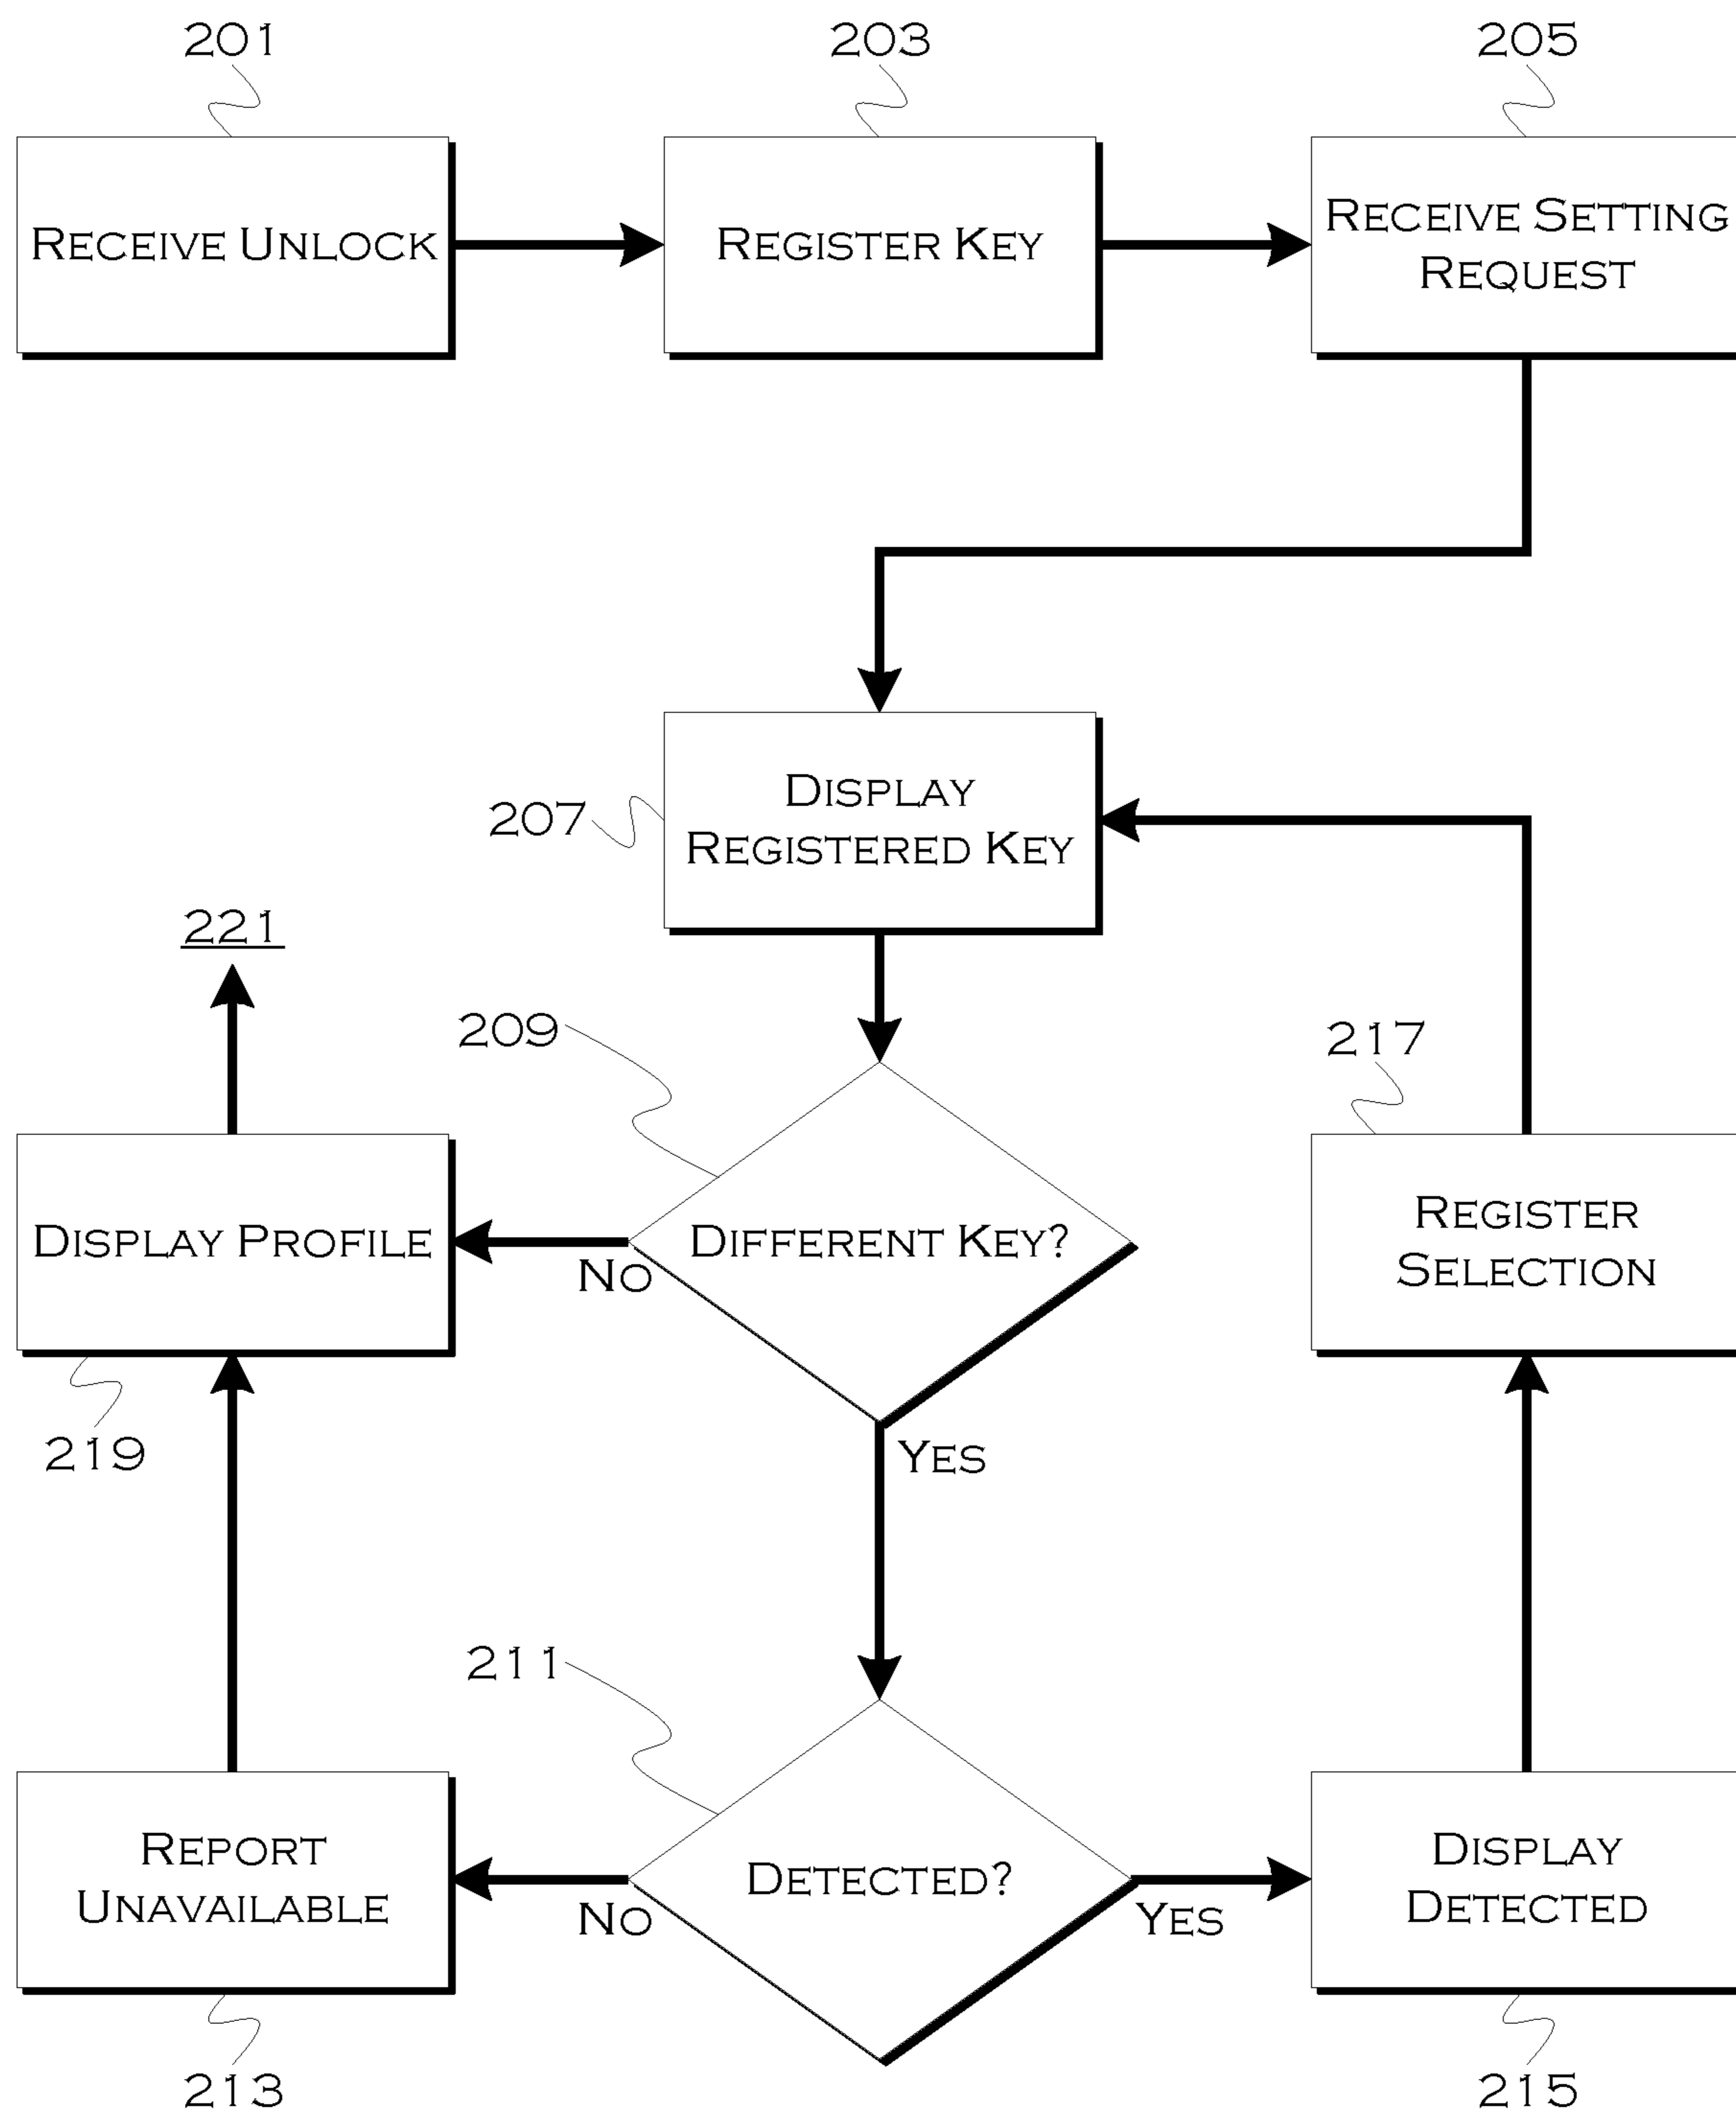 201
203
205
RECEIVE UNLOCK
REGISTER KEY
RECEIVE SETTING
REQUEST
DISPLAY
REGISTERED KEY
207
221
209
217
DISPLAY PROFILE
NO
DIFFERENT KEY?
REGISTER
SELECTION
219
YES
211
REPORT
UNAVAILABLE
NO
DETECTED?
YES
DISPLAY
DETECTED
213
215